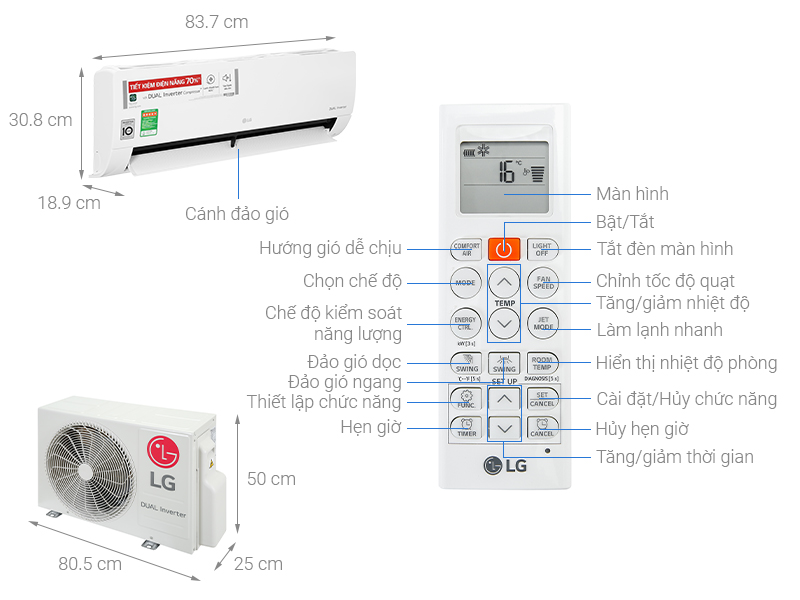 83.7 cm
30.8 cm
18.9 cm
TIẾT KIỆM ĐIỆN NĂNG 70%*
DUAL Inverter Compressor
10
LG
Cánh đảo gió
16 °C
Màn hình
Bật/Tắt
Hướng gió dễ chịu
COMFORT AIR
LIGHT OFF
Tắt đèn màn hình
Chọn chế độ
MODE
FAN SPEED
Chỉnh tốc độ quạt
TEMP
Tăng/giảm nhiệt độ
Chế độ kiểm soát
năng lượng
ENERGY CTRL.
JET MODE
Làm lạnh nhanh
kW [3 s]
Đảo gió dọc
SWING
SWING
ROOM TEMP
Hiển thị nhiệt độ phòng
Đảo gió ngang
°C↔°F [5 s]
SET UP
DIAGNOSIS [5 s]
Thiết lập chức năng
FUNC.
SET CANCEL
Cài đặt/Hủy chức năng
Hẹn giờ
TIMER
CANCEL
Hủy hẹn giờ
Tăng/giảm thời gian
LG
LG
DUAL Inverter
50 cm
80.5 cm
25 cm